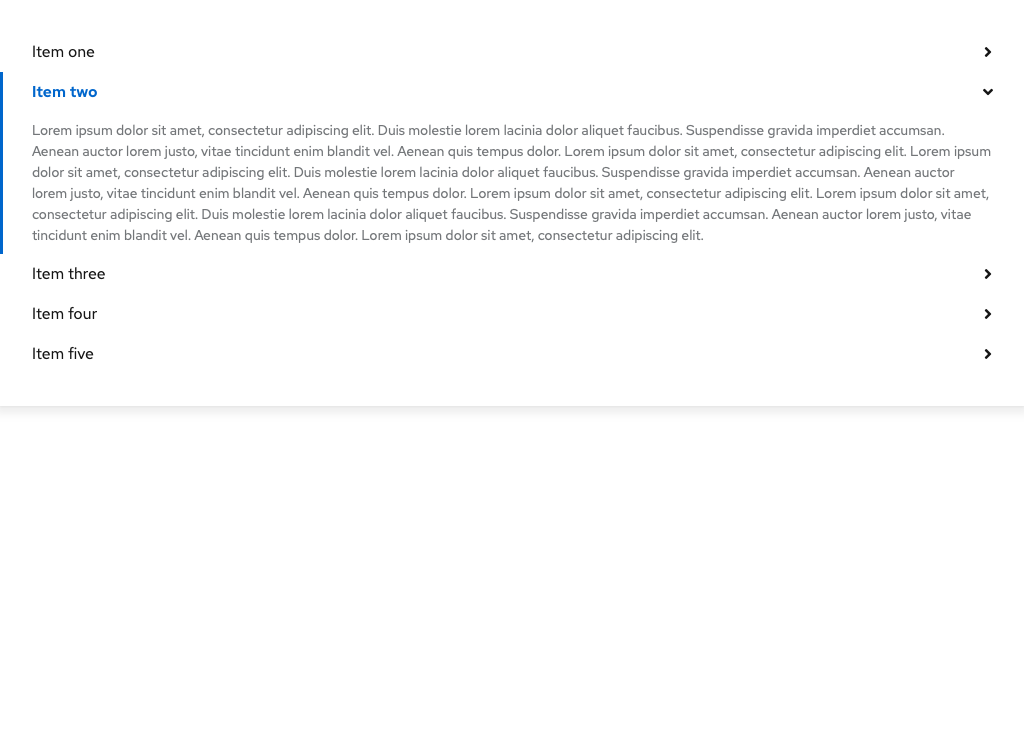 Item one
Item two
Lorem ipsum dolor sit amet, consectetur adipiscing elit. Duis molestie lorem lacinia dolor aliquet faucibus. Suspendisse gravida imperdiet accumsan.
Aenean auctor lorem justo, vitae tincidunt enim blandit vel. Aenean quis tempus dolor. Lorem ipsum dolor sit amet, consectetur adipiscing elit. Lorem ipsum
dolor sit amet, consectetur adipiscing elit. Duis molestie lorem lacinia dolor aliquet faucibus. Suspendisse gravida imperdiet accumsan. Aenean auctor
lorem justo, vitae tincidunt enim blandit vel. Aenean quis tempus dolor. Lorem ipsum dolor sit amet, consectetur adipiscing elit. Lorem ipsum dolor sit amet,
consectetur adipiscing elit. Duis molestie lorem lacinia dolor aliquet faucibus. Suspendisse gravida imperdiet accumsan. Aenean auctor lorem justo, vitae
tincidunt enim blandit vel. Aenean quis tempus dolor. Lorem ipsum dolor sit amet, consectetur adipiscing elit.
Item three
Item four
Item five